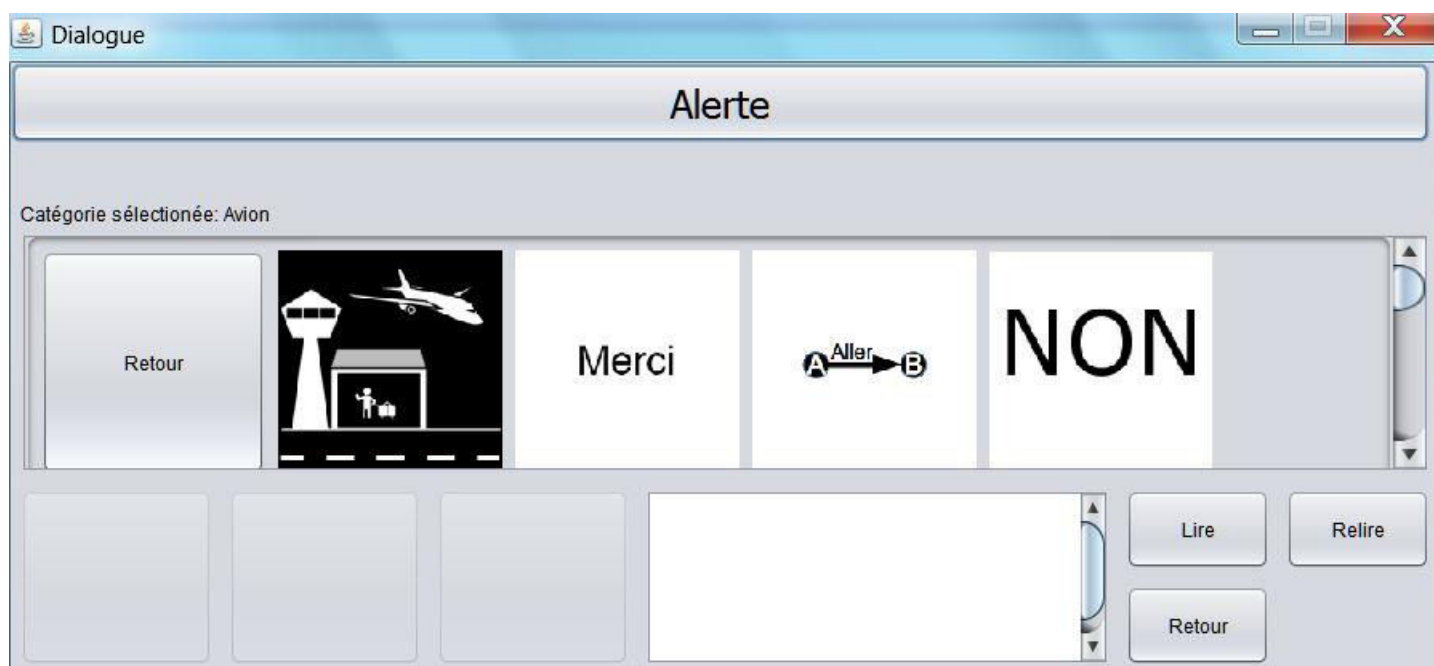 Dialogue
Alerte
Catégorie sélectionée: Avion
Retour
Merci
A Aller B
NON
Lire
Relire
Retour